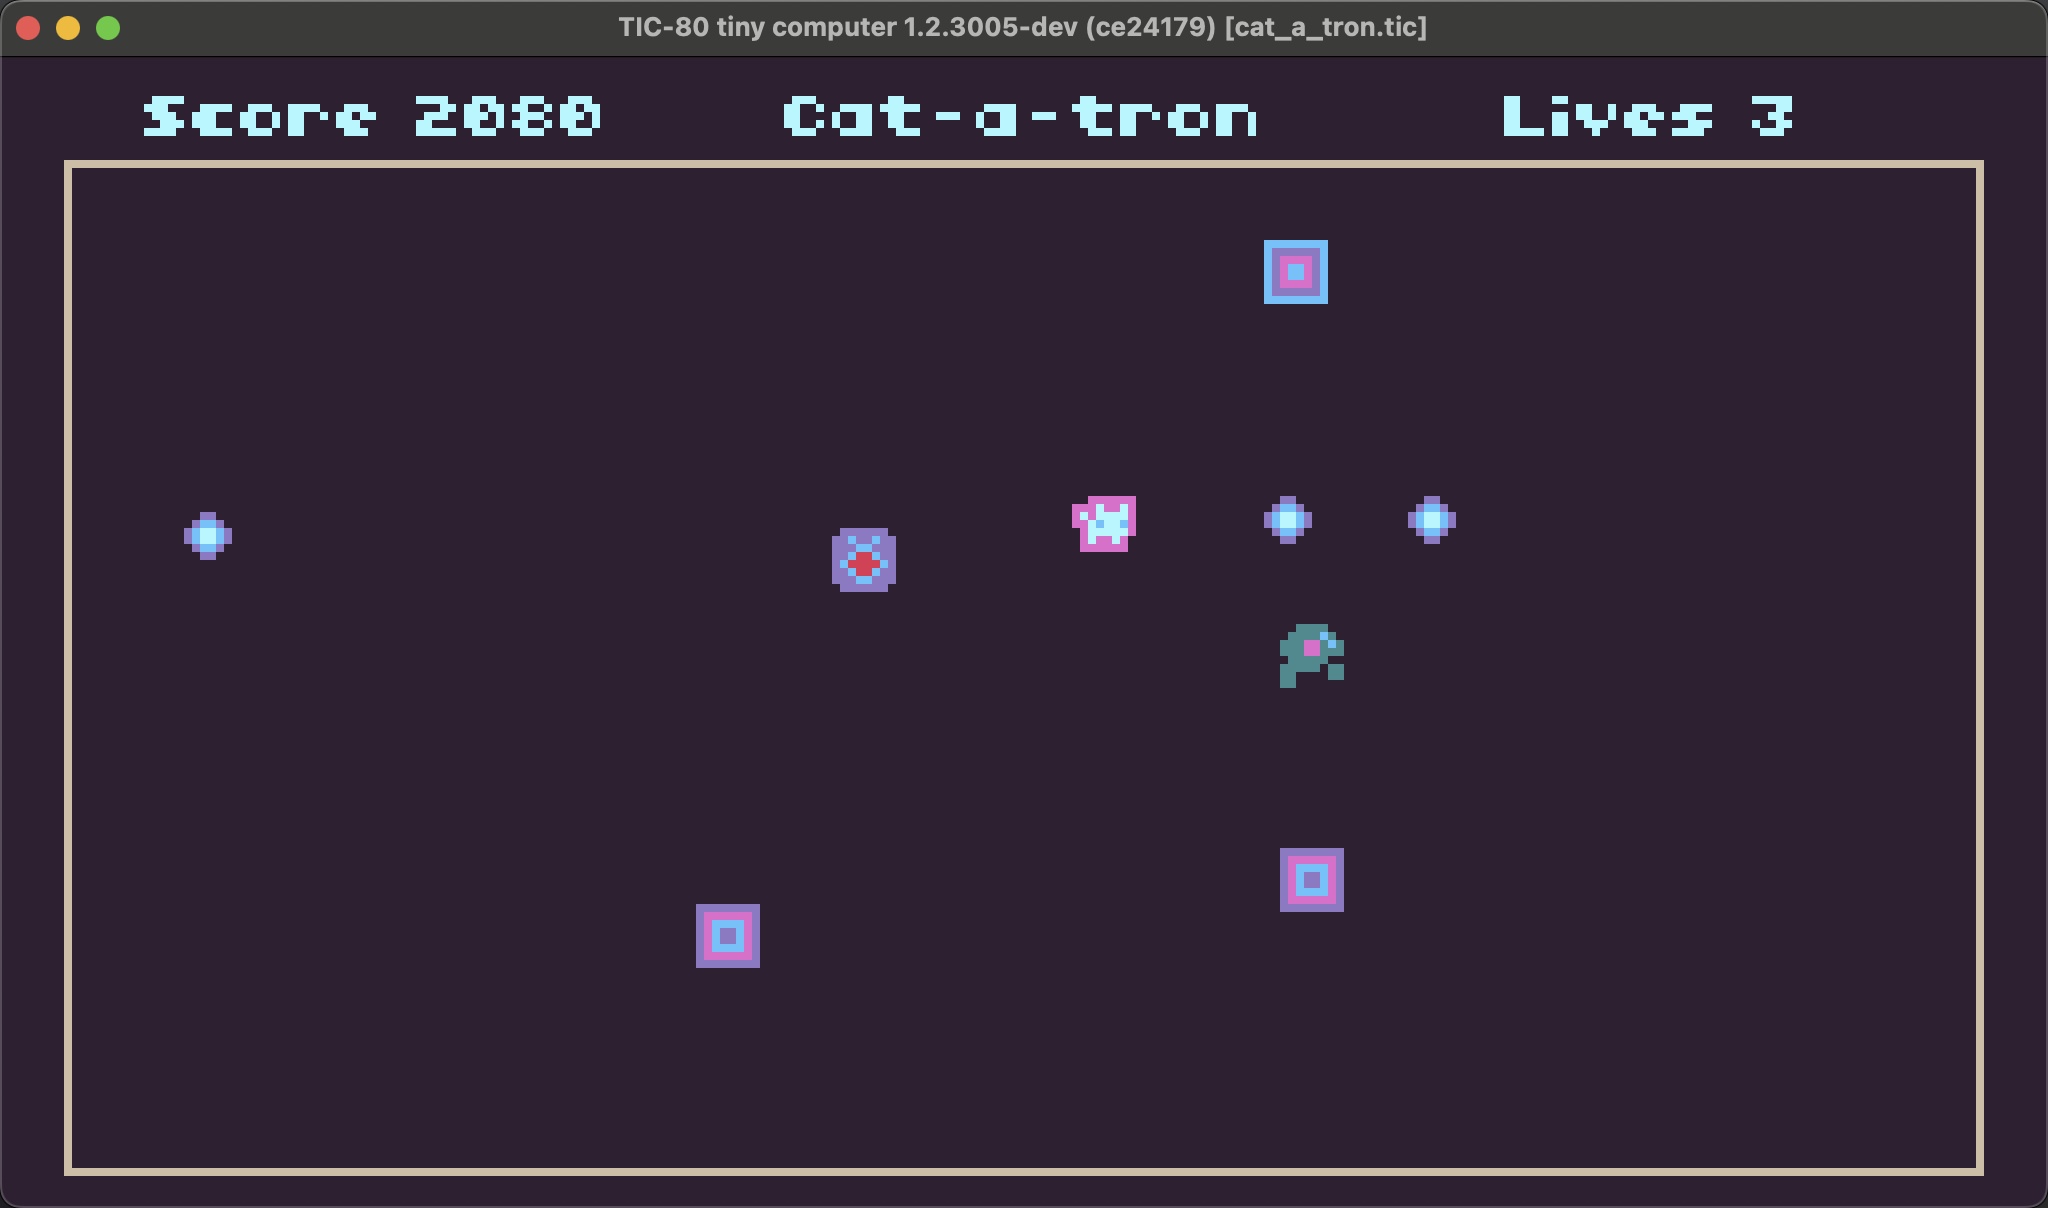 TIC-80 tiny computer 1.2.3005-dev (ce24179) [cat_a_tron.tic]
Score 2080 Cat-a-tron Lives 3